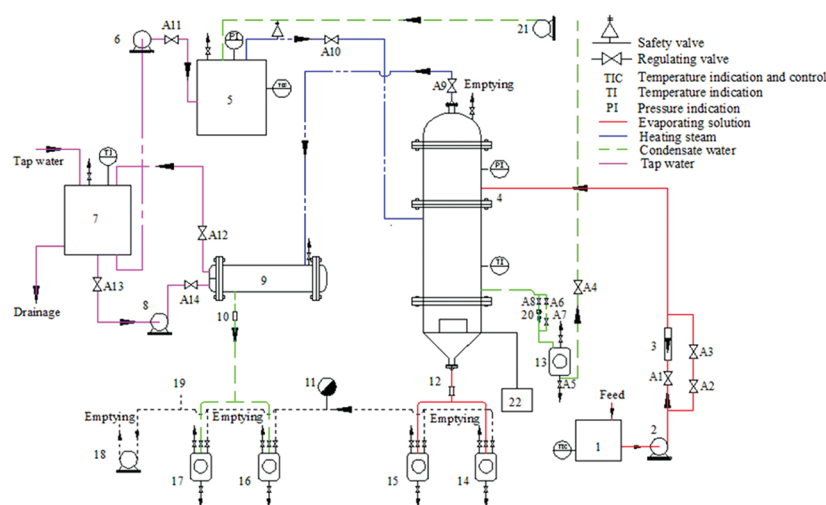 A11
6
21
Safety valve
Regulating valve
TIC Temperature indication and control
TI Temperature indication
PI Pressure indication
Evaporating solution
Heating steam
Condensate water
Tap water
PI
A10
5
TIC
A9
Emptying
Tap water
TI
PI
4
7
A12
TI
9
A13
A14
Drainage
8
10
A8
A6
20
A7
A4
13
A5
3
A3
A1
A2
12
22
11
19
Feed
Emptying
Emptying
Emptying
18
17
16
15
14
TIC
1
2